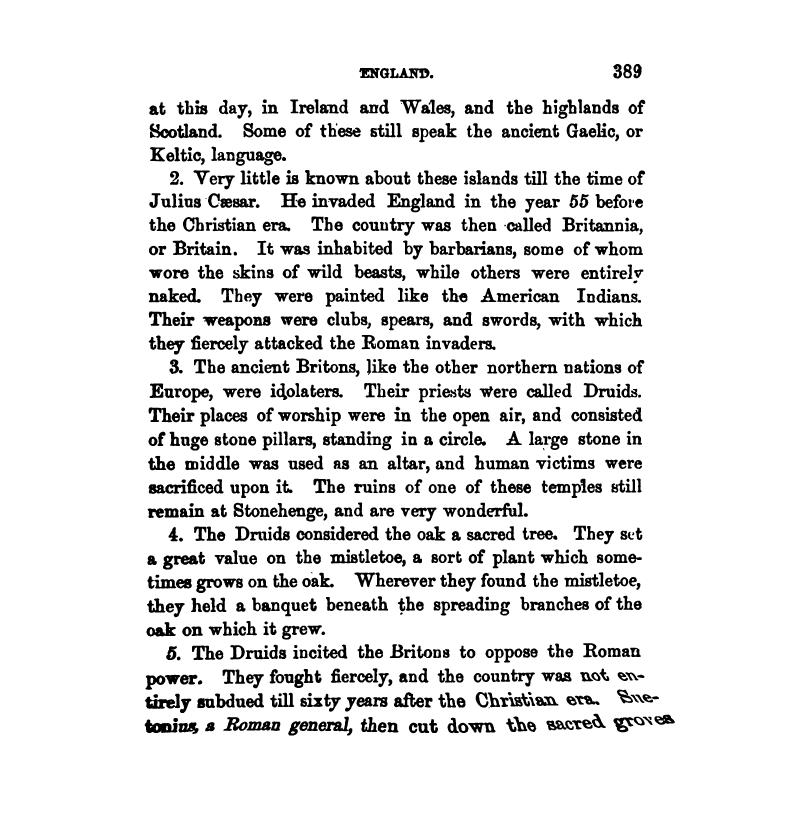 ENGLAND. 389
at this day, in Ireland and Wales, and the highlands of
Scotland. Some of these still speak the ancient Gaelic, or
Keltic, language.
2. Very little is known about these islands till the time of
Julius Cæsar. He invaded England in the year 55 before
the Christian era. The country was then called Britannia,
or Britain. It was inhabited by barbarians, some of whom
wore the skins of wild beasts, while others were entirely
naked. They were painted like the American Indians.
Their weapons were clubs, spears, and swords, with which
they fiercely attacked the Roman invaders.
3. The ancient Britons, like the other northern nations of
Europe, were idolaters. Their priests were called Druids.
Their places of worship were in the open air, and consisted
of huge stone pillars, standing in a circle. A large stone in
the middle was used as an altar, and human victims were
sacrificed upon it. The ruins of one of these temples still
remain at Stonehenge, and are very wonderful.
4. The Druids considered the oak a sacred tree. They set
a great value on the mistletoe, a sort of plant which some-
times grows on the oak. Wherever they found the mistletoe,
they held a banquet beneath the spreading branches of the
oak on which it grew.
5. The Druids incited the Britons to oppose the Roman
power. They fought fiercely, and the country was not en-
tirely subdued till sixty years after the Christian era. Sue-
tonius, a Roman general, then cut down the sacred groves